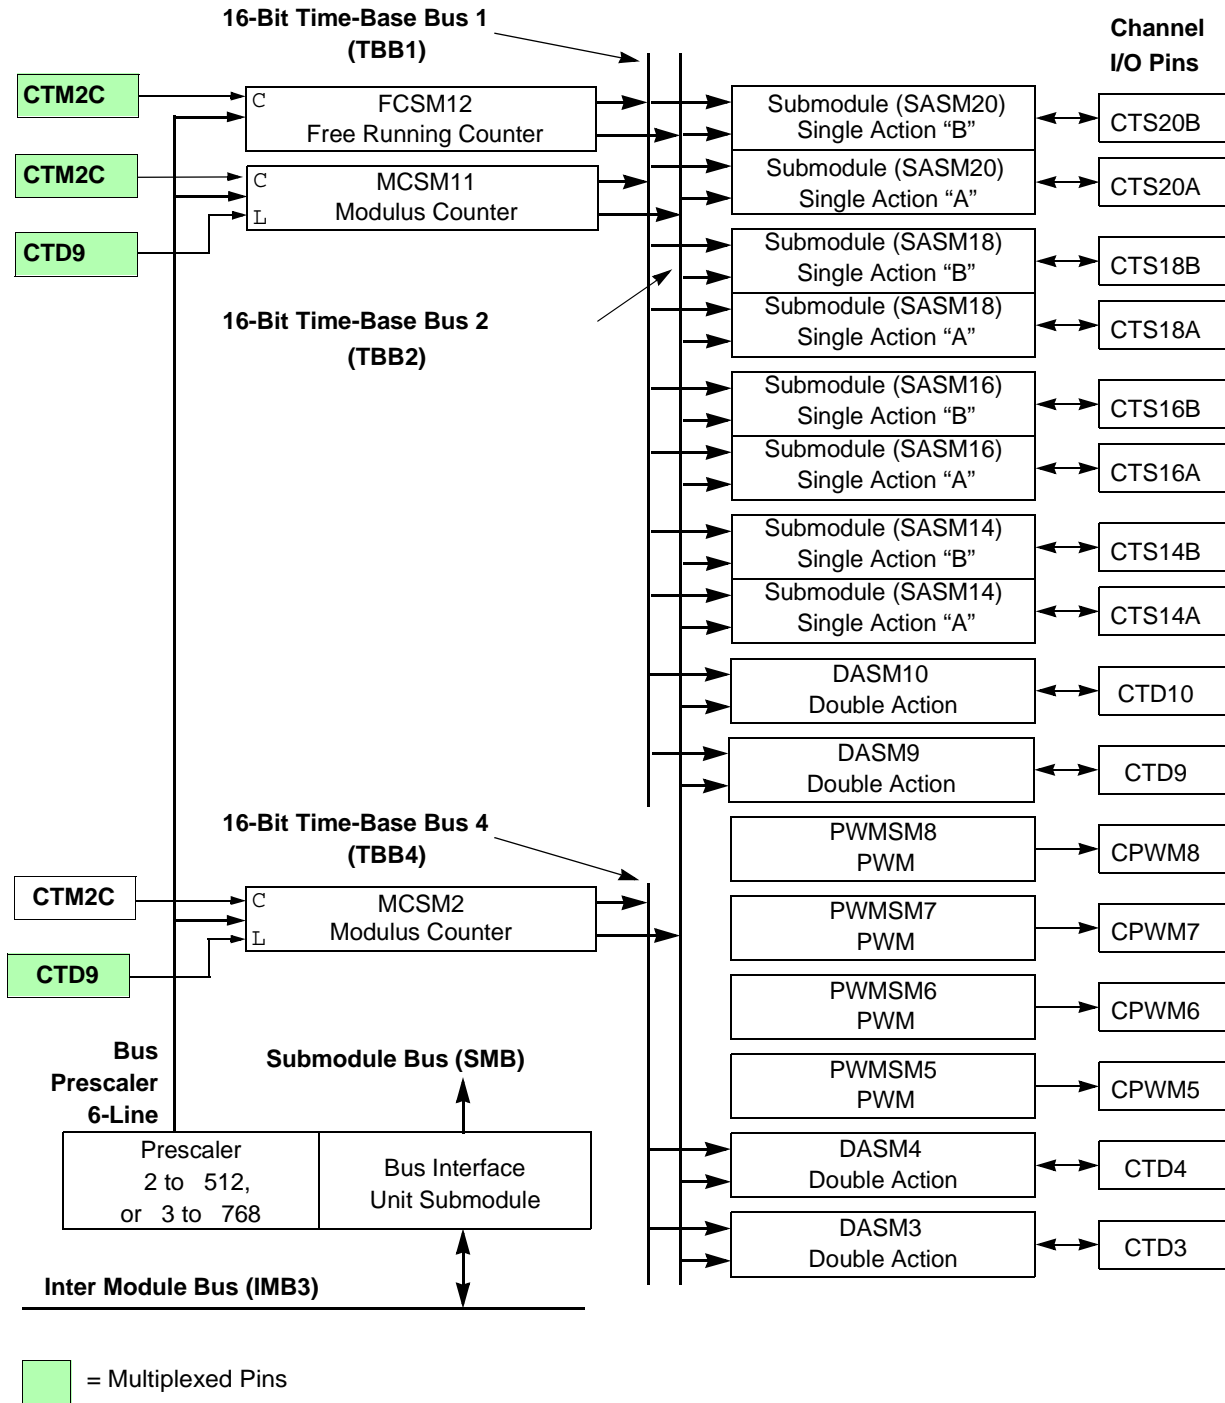 16-Bit Time-Base Bus 1
(TBB1)
Channel
I/O Pins
CTM2C
C
FCSM12
Free Running Counter
Submodule (SASM20)
Single Action “B”
CTS20B
CTM2C
C
MCSM11
Modulus Counter
L
Submodule (SASM20)
Single Action “A”
CTS20A
CTD9
Submodule (SASM18)
Single Action “B”
CTS18B
16-Bit Time-Base Bus 2
(TBB2)
Submodule (SASM18)
Single Action “A”
CTS18A
Submodule (SASM16)
Single Action “B”
CTS16B
Submodule (SASM16)
Single Action “A”
CTS16A
Submodule (SASM14)
Single Action “B”
CTS14B
Submodule (SASM14)
Single Action “A”
CTS14A
DASM10
Double Action
CTD10
DASM9
Double Action
CTD9
16-Bit Time-Base Bus 4
(TBB4)
PWMSM8
PWM
CPWM8
CTM2C
C
MCSM2
Modulus Counter
L
PWMSM7
PWM
CPWM7
CTD9
PWMSM6
PWM
CPWM6
Bus
Prescaler
6-Line
Submodule Bus (SMB)
PWMSM5
PWM
CPWM5
Prescaler
2 to 512,
or 3 to 768
Bus Interface
Unit Submodule
DASM4
Double Action
CTD4
DASM3
Double Action
CTD3
Inter Module Bus (IMB3)
= Multiplexed Pins